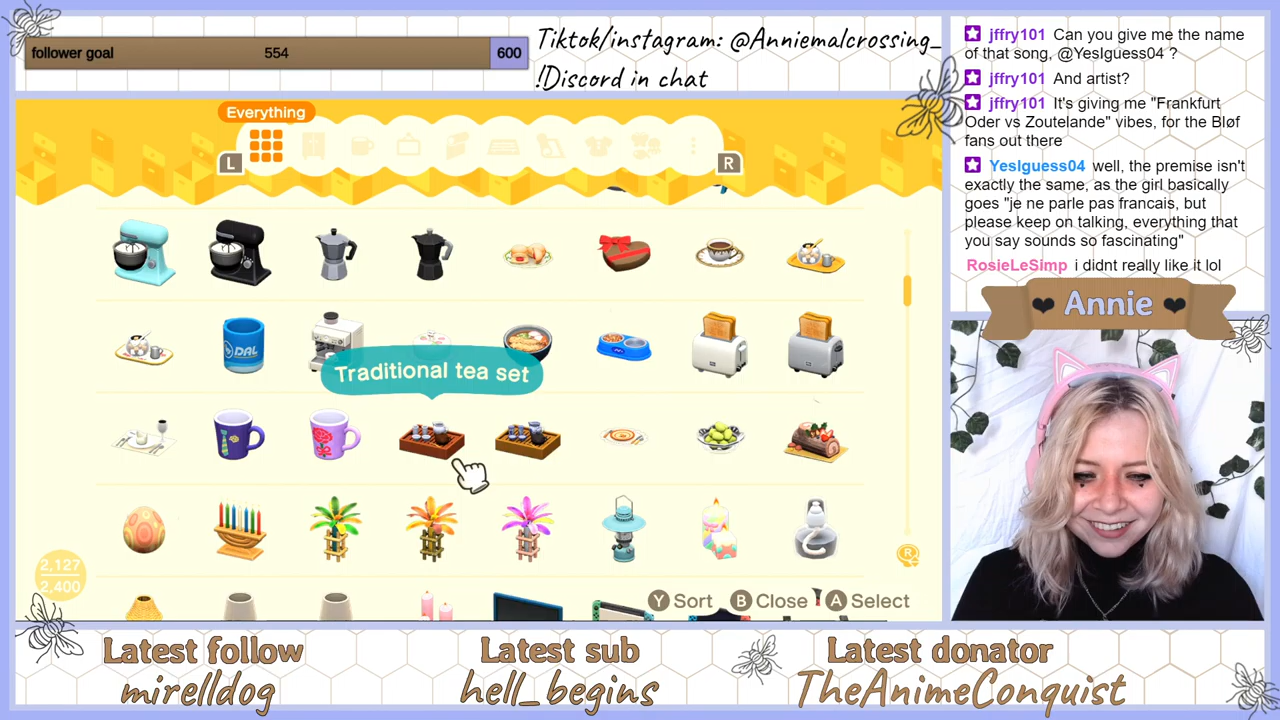 follower goal
554
600
Tiktok/instagram: @Anniemalcrossing_
!Discord in chat
Everything
L
R
DAL
Traditional tea set
2,127
2,400
R
Y Sort
B Close
A Select
jffry101 Can you give me the name
of that song, @YesIguess04 ?
jffry101 And artist?
jffry101 It's giving me "Frankfurt
Oder vs Zoutelande" vibes, for the Bløf
fans out there
YesIguess04 well, the premise isn't
exactly the same, as the girl basically
goes "je ne parle pas francais, but
please keep on talking, everything that
you say sounds so fascinating"
RosieLeSimp i didnt really like it lol
Annie
Latest follow
mirelldog
Latest sub
hell_begins
Latest donator
TheAnimeConquist